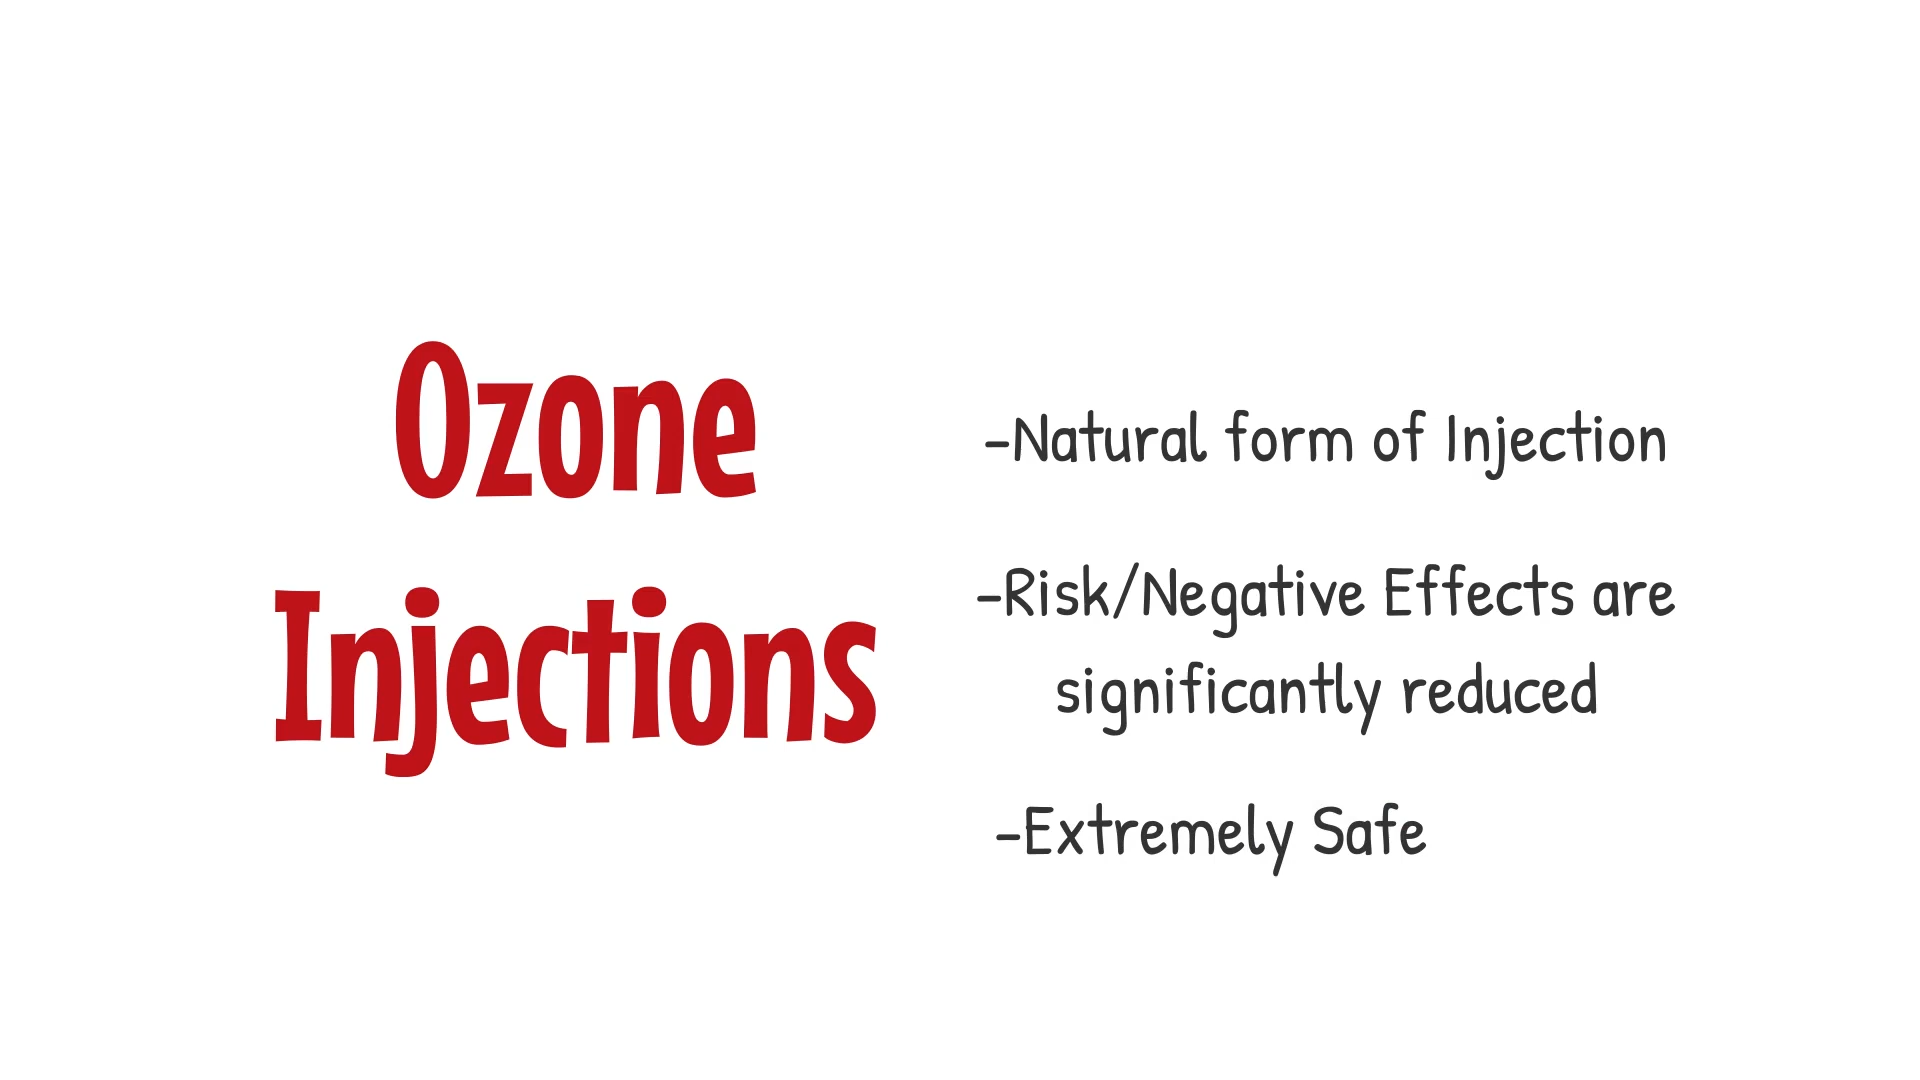 Ozone
Injections
-Natural form of Injection
-Risk/Negative Effects are
significantly reduced
-Extremely Safe